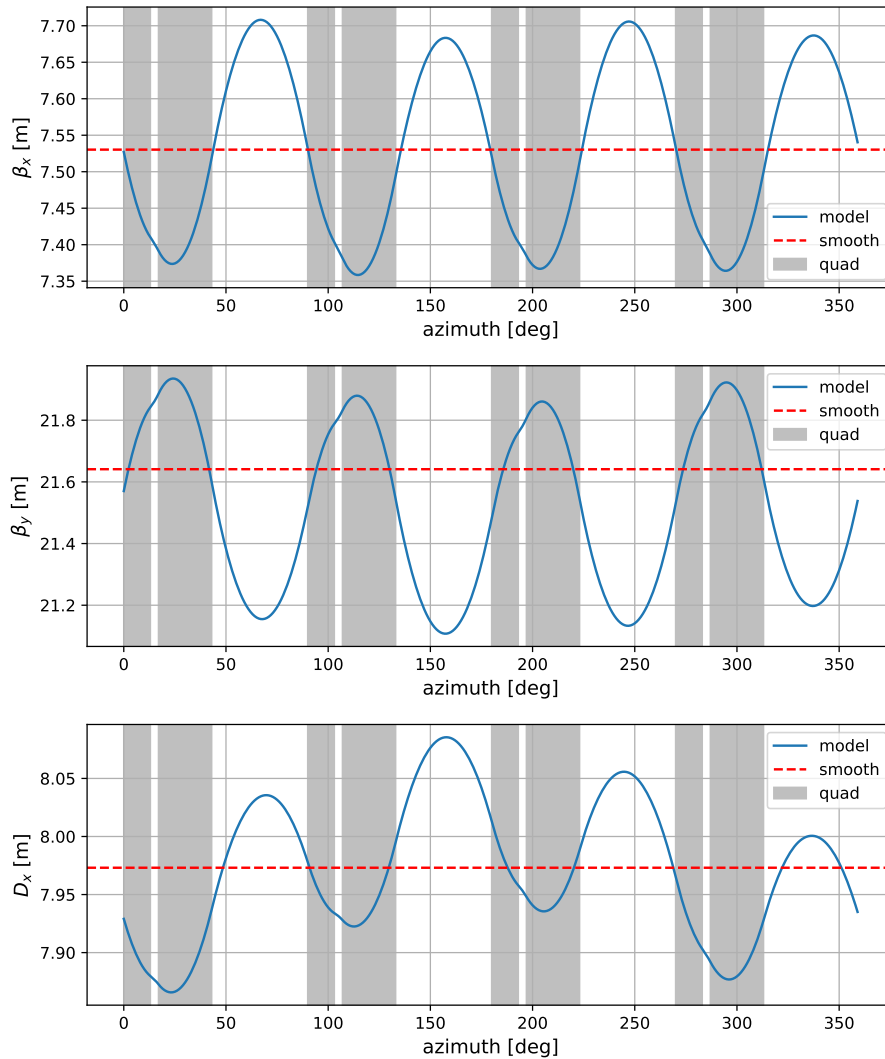 7.70
7.65
7.60
7.55
7.50
7.45
7.40
7.35
βx [m]
model
smooth
quad
0 50 100 150 200 250 300 350
azimuth [deg]
21.8
21.6
21.4
21.2
βy [m]
model
smooth
quad
0 50 100 150 200 250 300 350
azimuth [deg]
8.05
8.00
7.95
7.90
Dx [m]
model
smooth
quad
0 50 100 150 200 250 300 350
azimuth [deg]